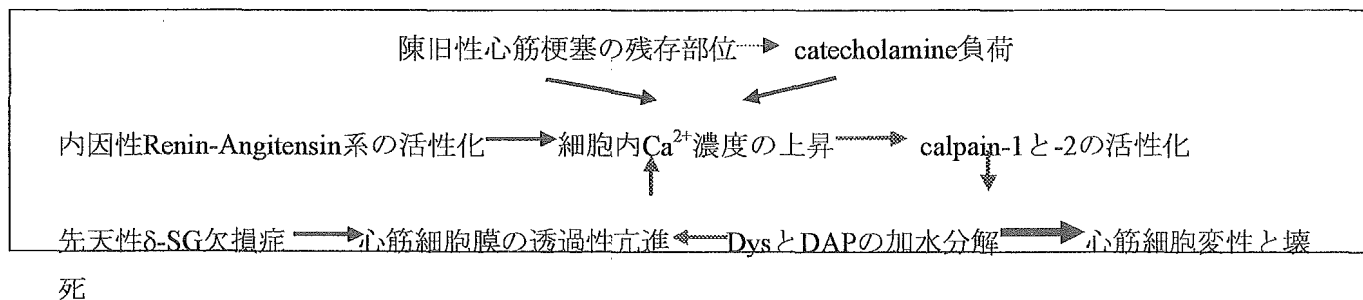 陳旧性心筋梗塞の残存部位 catecholamine負荷
内因性Renin-Angitensin系の活性化 細胞内Ca²⁺濃度の上昇 calpain-1と-2の活性化
先天性δ-SG欠損症 心筋細胞膜の透過性亢進 DysとDAPの加水分解 心筋細胞変性と壊
死